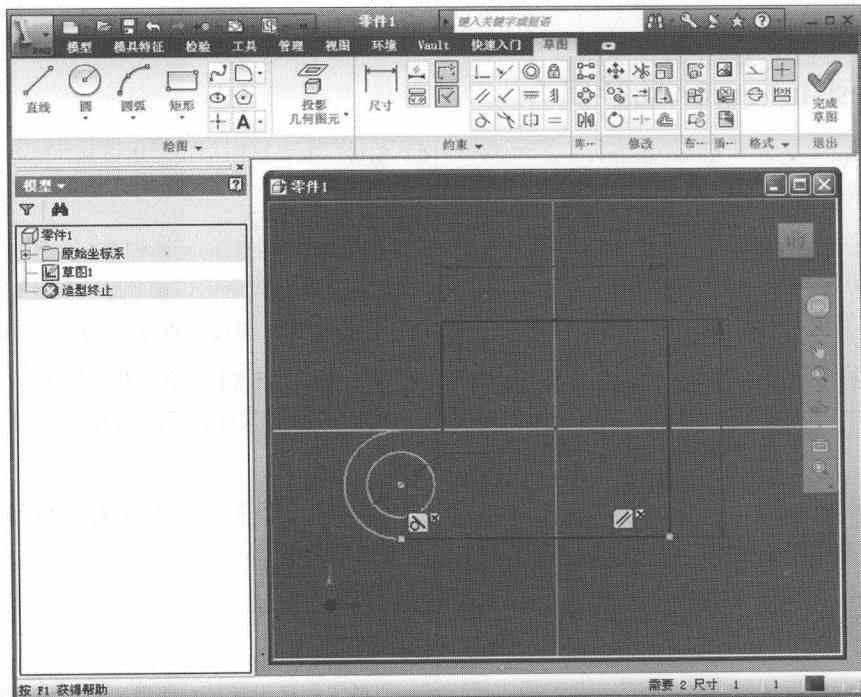 零件1
键入关键字或短语
PRO
模型 模具特征 检验 工具 管理 视图 环境 Vault 快速入门 草图
直线 圆 圆弧 矩形 A 投影 几何图元 尺寸 完成 草图
绘图 约束 阵… 修改 布… 插… 格式 退出
模型
零件1
原始坐标系
草图1
造型终止
零件1
前
按 F1 获得帮助
需要 2 尺寸 1 1